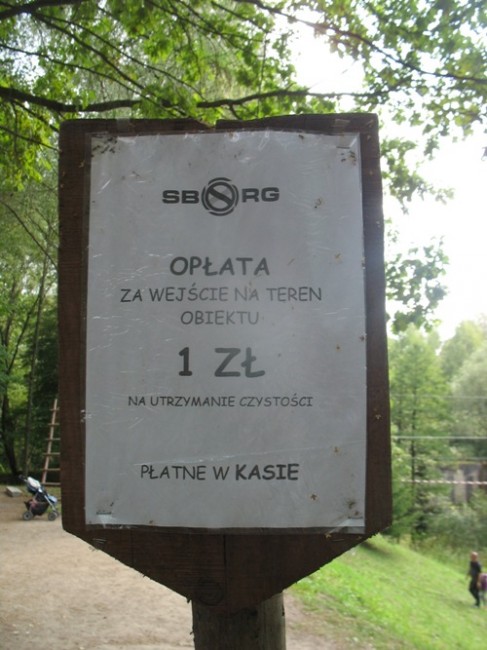 SBORG
OPŁATA
ZA WEJŚCIE NA TEREN
OBIEKTU
1 ZŁ
NA UTRZYMANIE CZYSTOŚCI
PŁATNE W KASIE